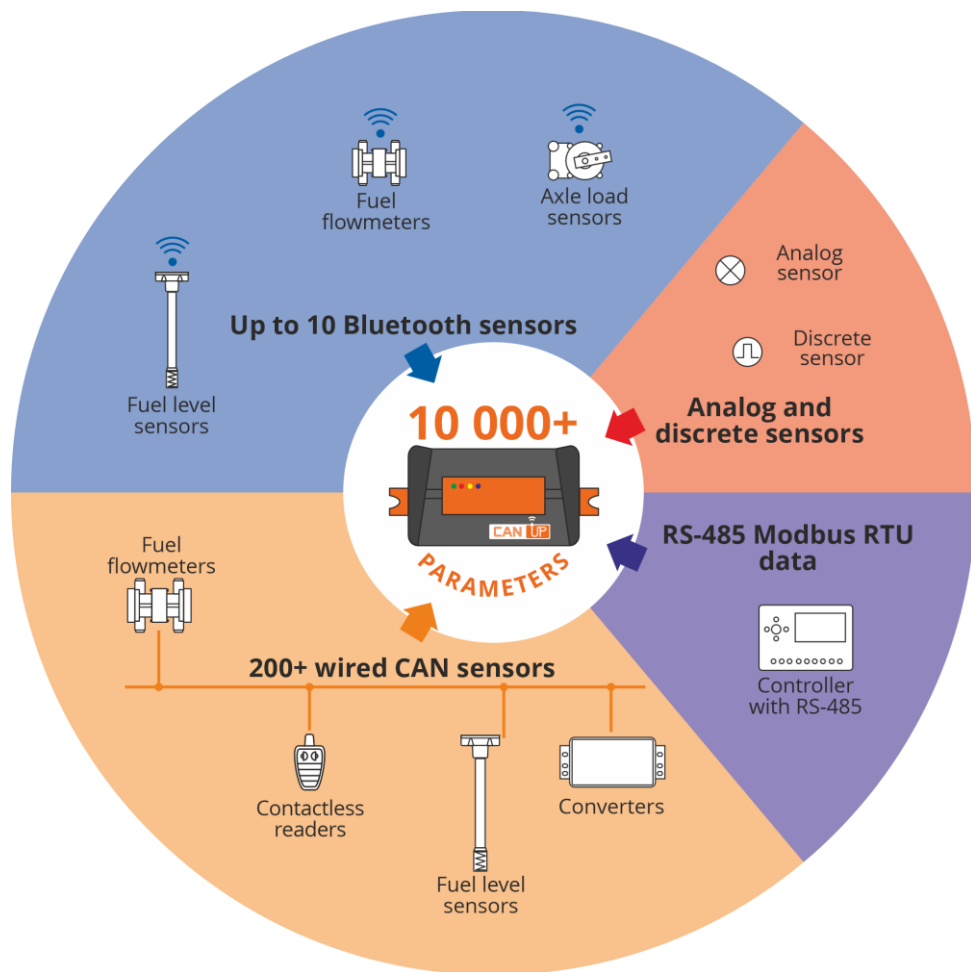 Fuel
flowmeters
Axle load
sensors
Fuel level
sensors
Up to 10 Bluetooth sensors
Analog
sensor
Discrete
sensor
Analog and
discrete sensors
10 000+
CAN UP
PARAMETERS
RS-485 Modbus RTU
data
Controller
with RS-485
Fuel
flowmeters
200+ wired CAN sensors
Contactless
readers
Fuel level
sensors
Converters